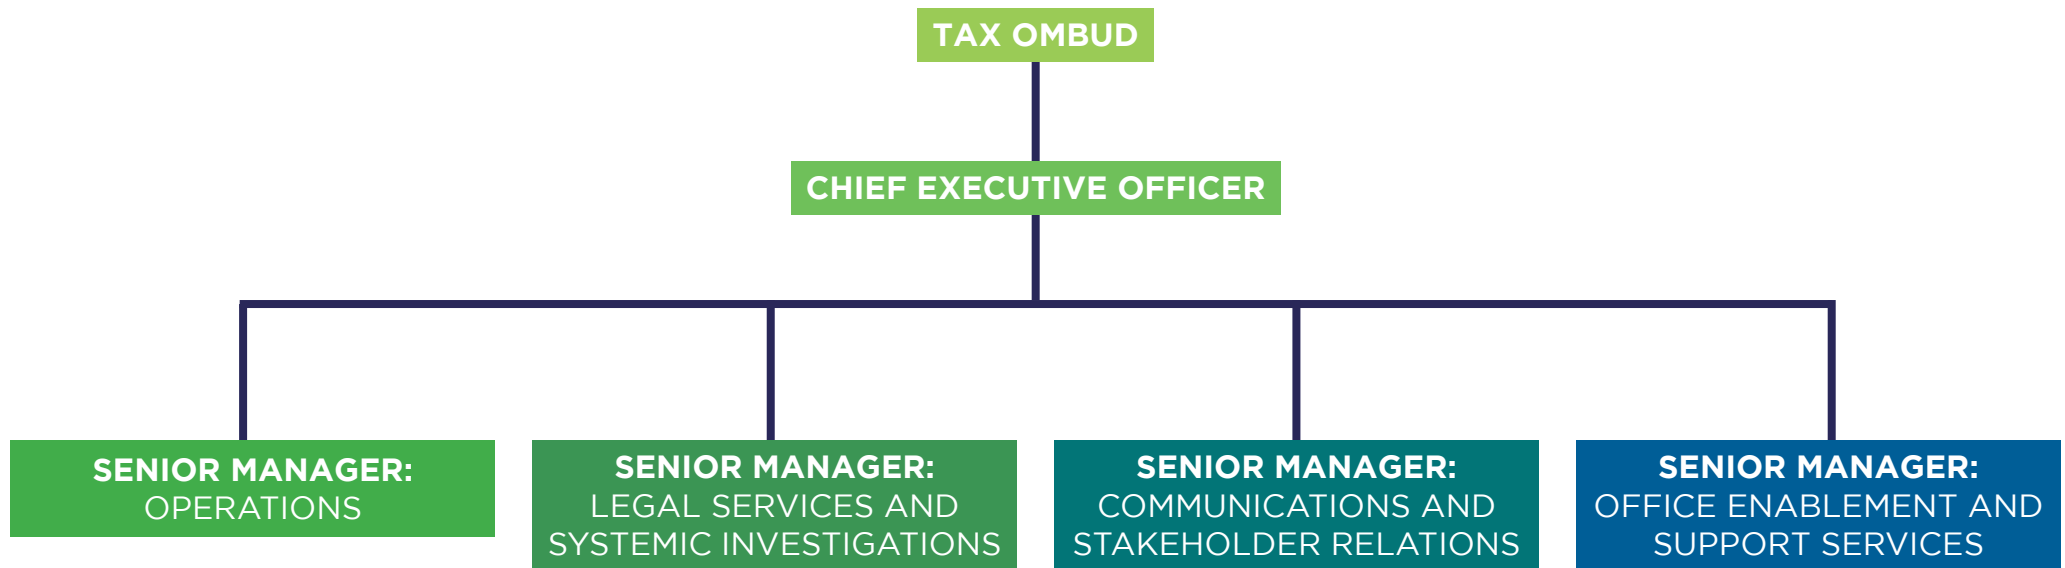 TAX OMBUD
CHIEF EXECUTIVE OFFICER
SENIOR MANAGER:
OPERATIONS
SENIOR MANAGER:
LEGAL SERVICES AND
SYSTEMIC INVESTIGATIONS
SENIOR MANAGER:
COMMUNICATIONS AND
STAKEHOLDER RELATIONS
SENIOR MANAGER:
OFFICE ENABLEMENT AND
SUPPORT SERVICES